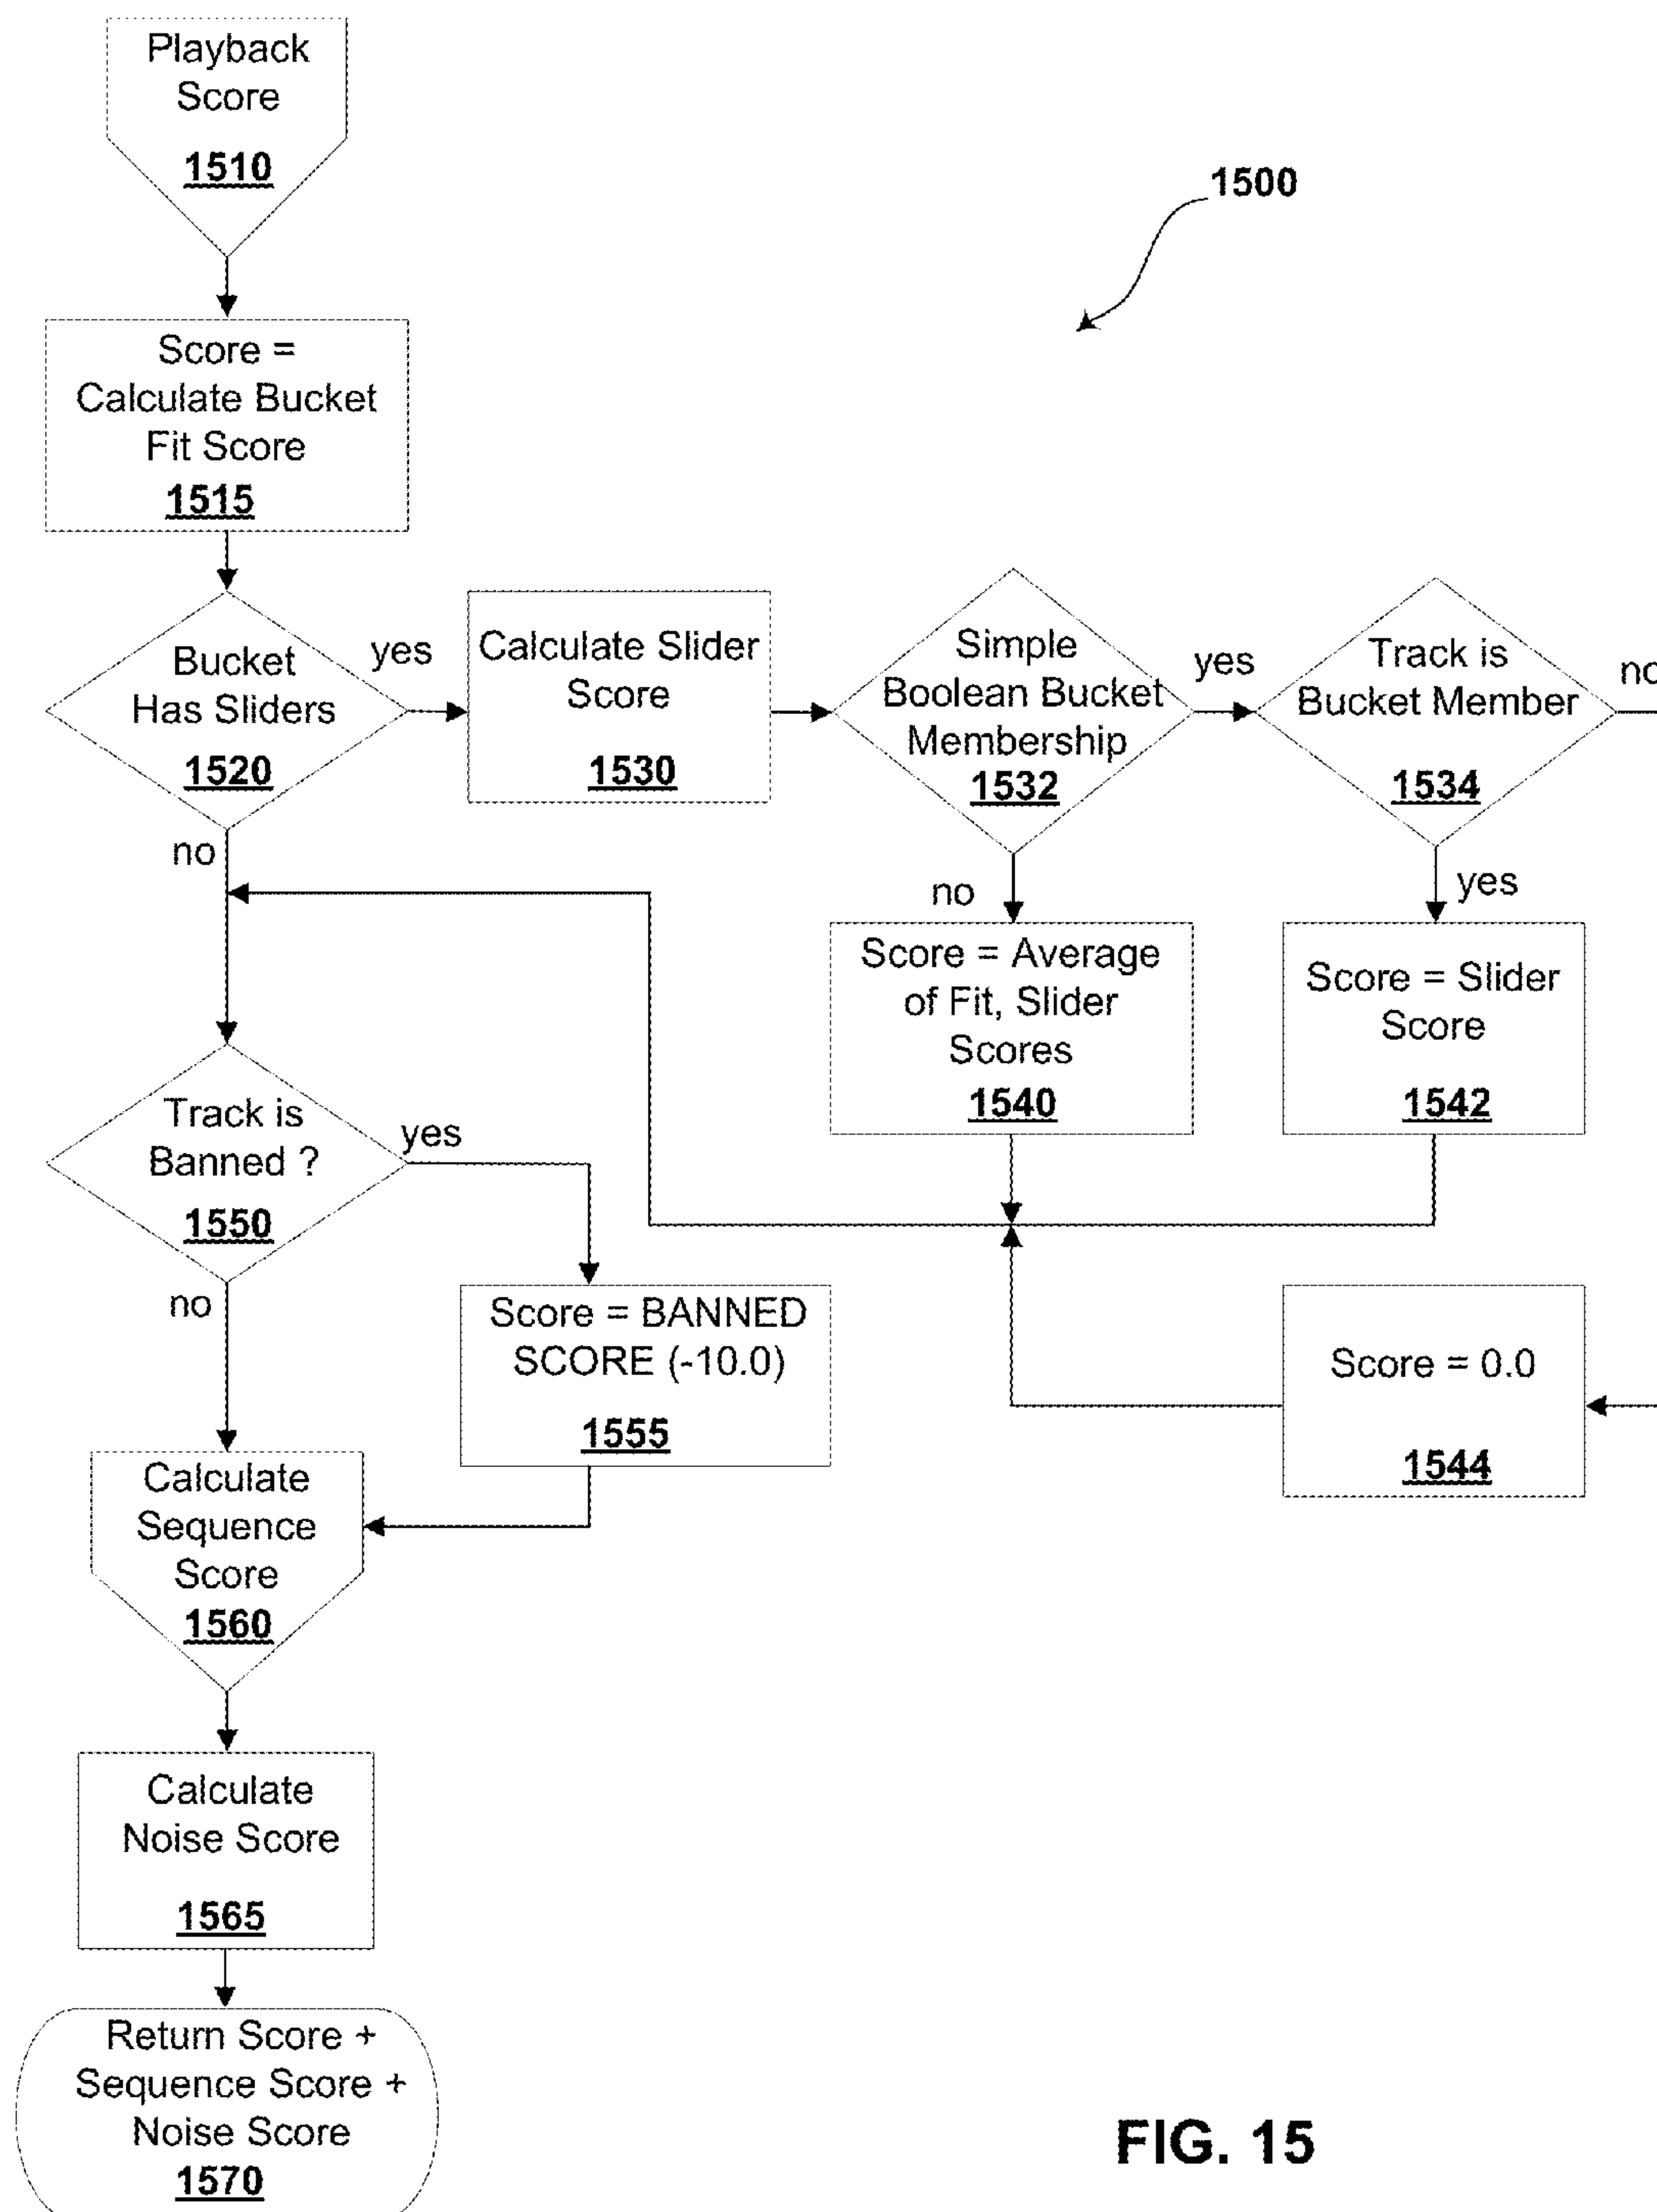 Playback
Score
1510
1500
Score =
Calculate Bucket
Fit Score
1515
Bucket
Has Sliders
1520
yes
no
Calculate Slider
Score
1530
Simple
Boolean Bucket
Membership
1532
yes
no
Track is
Bucket Member
1534
no
yes
Score = Average
of Fit, Slider
Scores
1540
Score = Slider
Score
1542
Score = 0.0
1544
Track is
Banned ?
1550
yes
no
Score = BANNED
SCORE (-10.0)
1555
Calculate
Sequence
Score
1560
Calculate
Noise Score
1565
Return Score +
Sequence Score +
Noise Score
1570
FIG. 15